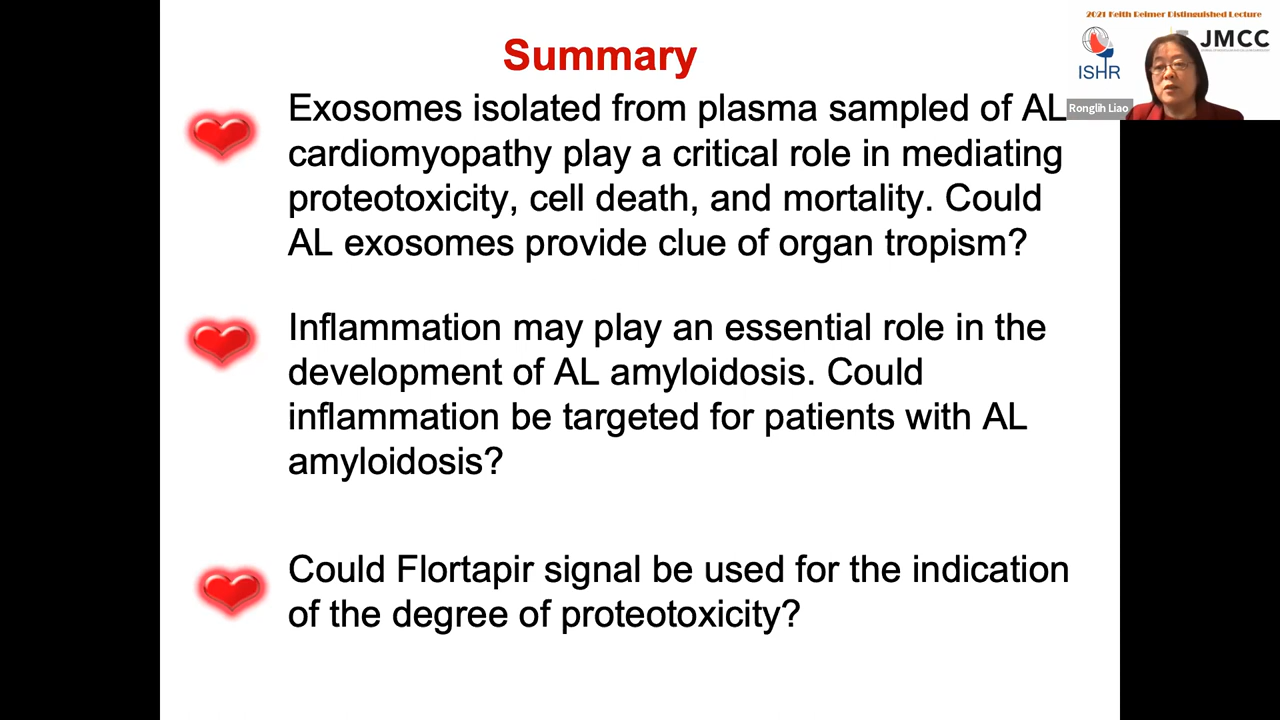 2021 Keith Reimer Distinguished Lecture
ISHR
JMCC
Ronglih Liao
Summary
Exosomes isolated from plasma sampled of AL
cardiomyopathy play a critical role in mediating
proteotoxicity, cell death, and mortality. Could
AL exosomes provide clue of organ tropism?
Inflammation may play an essential role in the
development of AL amyloidosis. Could
inflammation be targeted for patients with AL
amyloidosis?
Could Flortapir signal be used for the indication
of the degree of proteotoxicity?